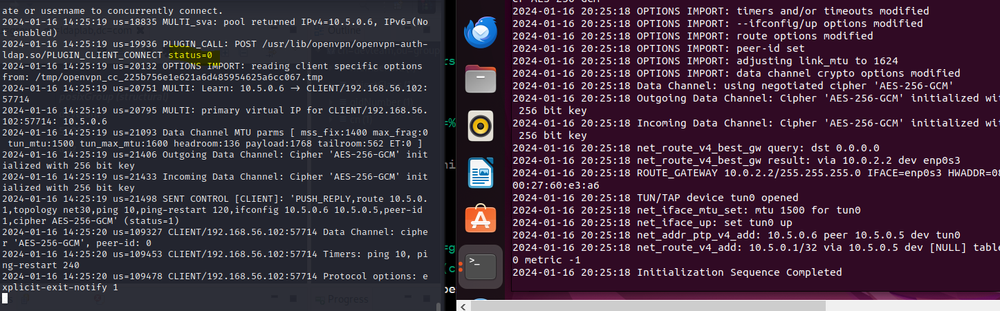 ate or username to concurrently connect.
2024-01-16 14:25:19 us=18835 MULTI_sva: pool returned IPv4=10.5.0.6, IPv6=(No
t enabled)
2024-01-16 14:25:19 us=19936 PLUGIN_CALL: POST /usr/lib/openvpn/openvpn-auth-
ldap.so/PLUGIN_CLIENT_CONNECT status=0
2024-01-16 14:25:19 us=20132 OPTIONS IMPORT: reading client specific options
from: /tmp/openvpn_cc_225b756e1e621a6d485954625a6cc067.tmp
2024-01-16 14:25:19 us=20751 MULTI: Learn: 10.5.0.6 → CLIENT/192.168.56.102:
57714
2024-01-16 14:25:19 us=20795 MULTI: primary virtual IP for CLIENT/192.168.56.
102:57714: 10.5.0.6
2024-01-16 14:25:19 us=21093 Data Channel MTU parms [ mss_fix:1400 max_frag:0
tun_mtu:1500 tun_max_mtu:1600 headroom:136 payload:1768 tailroom:562 ET:0 ]
2024-01-16 14:25:19 us=21406 Outgoing Data Channel: Cipher 'AES-256-GCM' init
ialized with 256 bit key
2024-01-16 14:25:19 us=21433 Incoming Data Channel: Cipher 'AES-256-GCM' init
ialized with 256 bit key
2024-01-16 14:25:19 us=21498 SENT CONTROL [CLIENT]: 'PUSH_REPLY,route 10.5.0.
1,topology net30,ping 10,ping-restart 120,ifconfig 10.5.0.6 10.5.0.5,peer-id
1,cipher AES-256-GCM' (status=1)
2024-01-16 14:25:20 us=109327 CLIENT/192.168.56.102:57714 Data Channel: ciphe
r 'AES-256-GCM', peer-id: 0
2024-01-16 14:25:20 us=109453 CLIENT/192.168.56.102:57714 Timers: ping 10, pi
ng-restart 240
2024-01-16 14:25:20 us=109478 CLIENT/192.168.56.102:57714 Protocol options: e
xplicit-exit-notify 1
Outline
Progress
2024-01-16 20:25:18 OPTIONS IMPORT: timers and/or timeouts modified
2024-01-16 20:25:18 OPTIONS IMPORT: --ifconfig/up options modified
2024-01-16 20:25:18 OPTIONS IMPORT: route options modified
2024-01-16 20:25:18 OPTIONS IMPORT: peer-id set
2024-01-16 20:25:18 OPTIONS IMPORT: adjusting link_mtu to 1624
2024-01-16 20:25:18 OPTIONS IMPORT: data channel crypto options modified
2024-01-16 20:25:18 Data Channel: using negotiated cipher 'AES-256-GCM'
2024-01-16 20:25:18 Outgoing Data Channel: Cipher 'AES-256-GCM' initialized wit
256 bit key
2024-01-16 20:25:18 Incoming Data Channel: Cipher 'AES-256-GCM' initialized wit
256 bit key
2024-01-16 20:25:18 net_route_v4_best_gw query: dst 0.0.0.0
2024-01-16 20:25:18 net_route_v4_best_gw result: via 10.0.2.2 dev enp0s3
2024-01-16 20:25:18 ROUTE_GATEWAY 10.0.2.2/255.255.255.0 IFACE=enp0s3 HWADDR=08
00:27:60:e3:a6
2024-01-16 20:25:18 TUN/TAP device tun0 opened
2024-01-16 20:25:18 net_iface_mtu_set: mtu 1500 for tun0
2024-01-16 20:25:18 net_iface_up: set tun0 up
2024-01-16 20:25:18 net_addr_ptp_v4_add: 10.5.0.6 peer 10.5.0.5 dev tun0
2024-01-16 20:25:18 net_route_v4_add: 10.5.0.1/32 via 10.5.0.5 dev [NULL] table
0 metric -1
2024-01-16 20:25:18 Initialization Sequence Completed